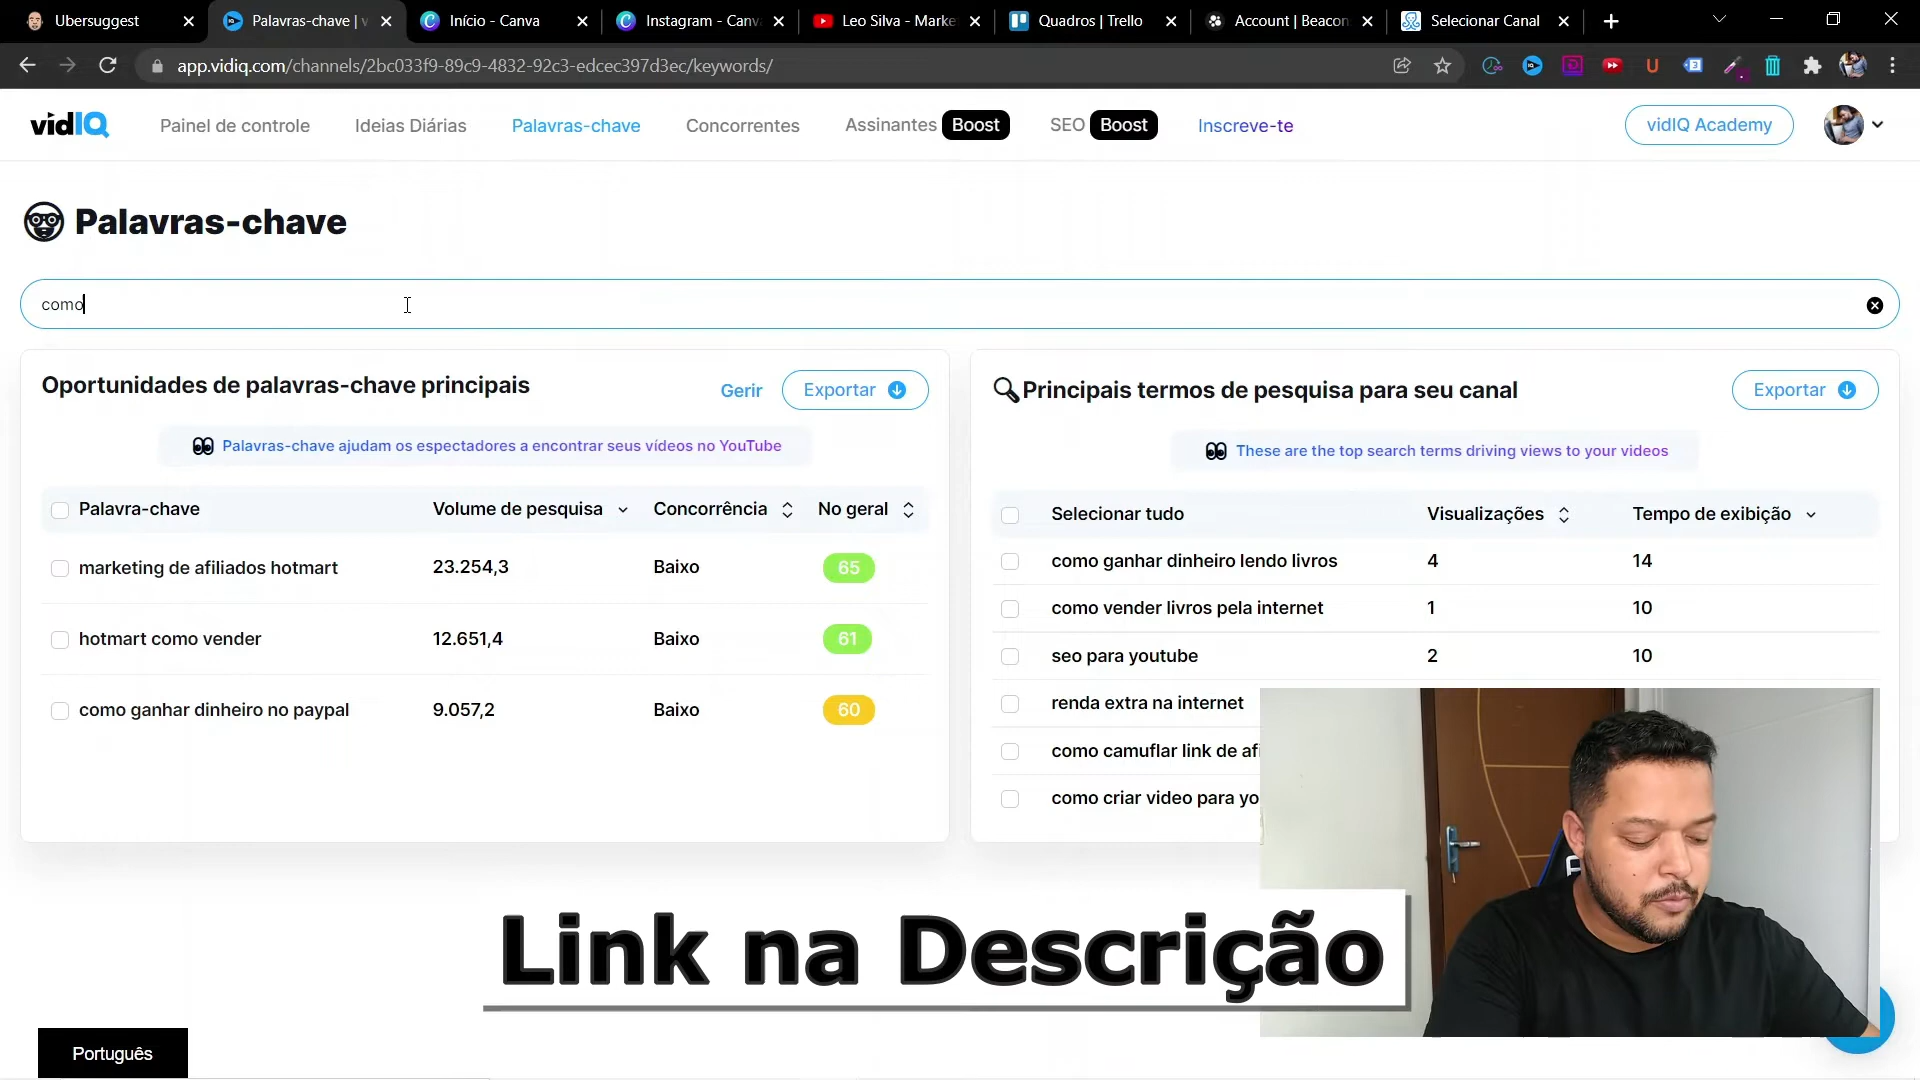 Ubersuggest
Palavras-chave | v
Início - Canva
Instagram - Canv
Leo Silva - Marke
Quadros | Trello
Account | Beacon
Selecionar Canal
app.vidiq.com/channels/2bc033f9-89c9-4832-92c3-edcec397d3ec/keywords/
vidIQ
Painel de controle
Ideias Diárias
Palavras-chave
Concorrentes
Assinantes Boost
SEO Boost
Inscreve-te
vidIQ Academy
Palavras-chave
como
Oportunidades de palavras-chave principais
Gerir
Exportar
Palavras-chave ajudam os espectadores a encontrar seus vídeos no YouTube
Palavra-chave Volume de pesquisa Concorrência No geral
marketing de afiliados hotmart 23.254,3 Baixo 65
hotmart como vender 12.651,4 Baixo 61
como ganhar dinheiro no paypal 9.057,2 Baixo 60
Principais termos de pesquisa para seu canal
Exportar
These are the top search terms driving views to your videos
Selecionar tudo Visualizações Tempo de exibição
como ganhar dinheiro lendo livros 4 14
como vender livros pela internet 1 10
seo para youtube 2 10
renda extra na internet
como camuflar link de afi
como criar video para yo
Link na Descrição
Português